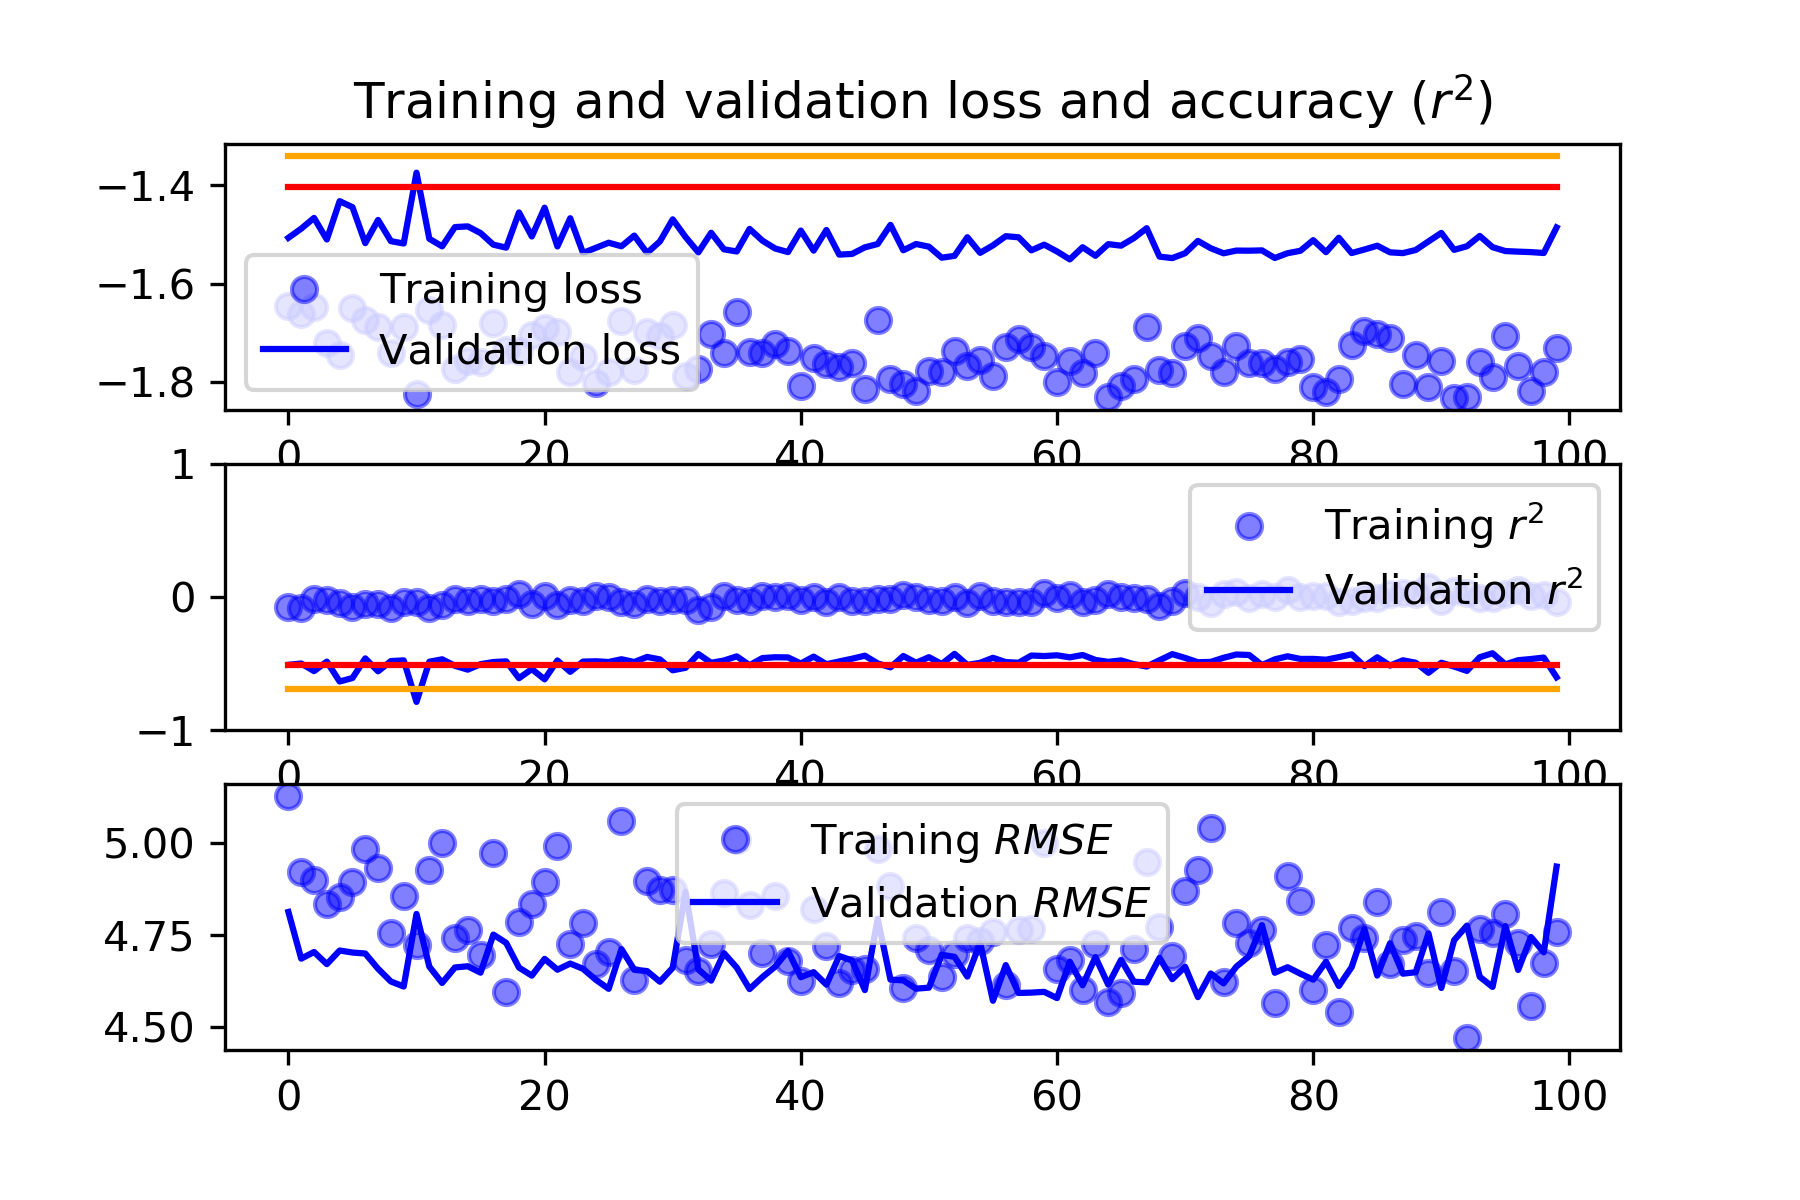 Training and validation loss and accuracy (r²)
−1.4
−1.6
−1.8
Training loss
Validation loss
0 20 40 60 80 100
1
0
−1
Training r²
Validation r²
0 20 40 60 80 100
5.00
4.75
4.50
Training RMSE
Validation RMSE
0 20 40 60 80 100